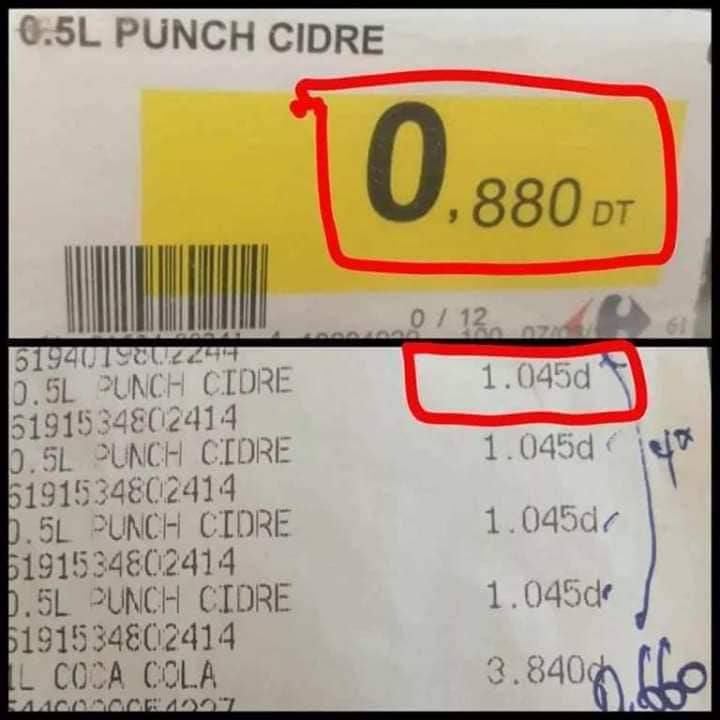 0.5L PUNCH CIDRE
0,880 DT
0 / 12
61
0.5L PUNCH CIDRE 1.045d
6191534802414
0.5L PUNCH CIDRE 1.045d
4x
6191534802414
0.5L PUNCH CIDRE 1.045d
6191534802414
0.5L PUNCH CIDRE 1.045d
6191534802414
1L COCA COLA 3.840d
0,660